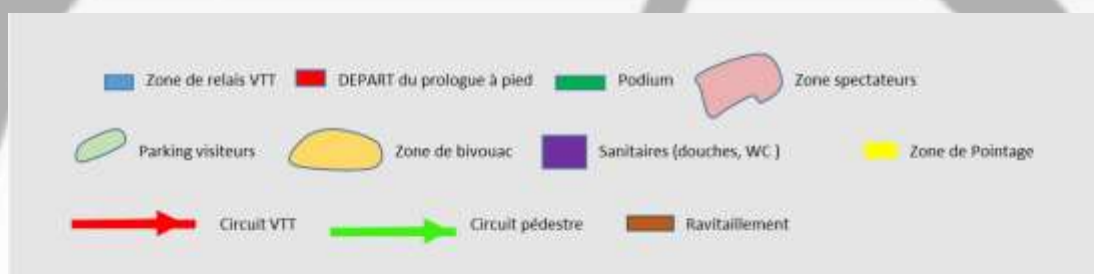 Zone de relais VTT DEPART du prologue à pied Podium Zone spectateurs
Parking visiteurs Zone de bivouac Sanitaires (douches, WC ) Zone de Pointage
Circuit VTT Circuit pédestre Ravitaillement